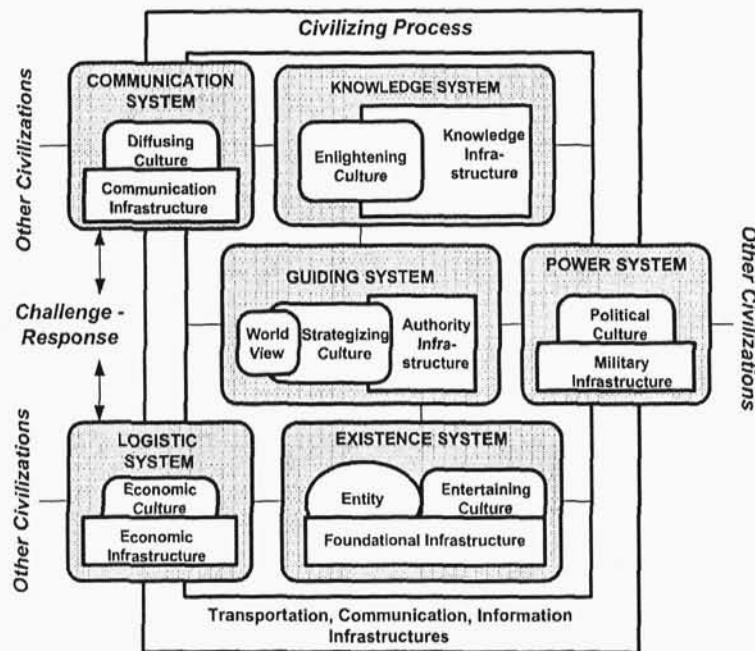 Civilizing Process
COMMUNICATION
SYSTEM
Diffusing
Culture
Communication
Infrastructure
KNOWLEDGE SYSTEM
Enlightening
Culture
Knowledge
Infra-
structure
Other Civilizations
Challenge -
Response
GUIDING SYSTEM
World
View
Strategizing
Culture
Authority
Infra-
structure
POWER SYSTEM
Political
Culture
Military
Infrastructure
Other Civilizations
LOGISTIC
SYSTEM
Economic
Culture
Economic
Infrastructure
EXISTENCE SYSTEM
Entity
Entertaining
Culture
Foundational Infrastructure
Other Civilizations
Transportation, Communication, Information
Infrastructures